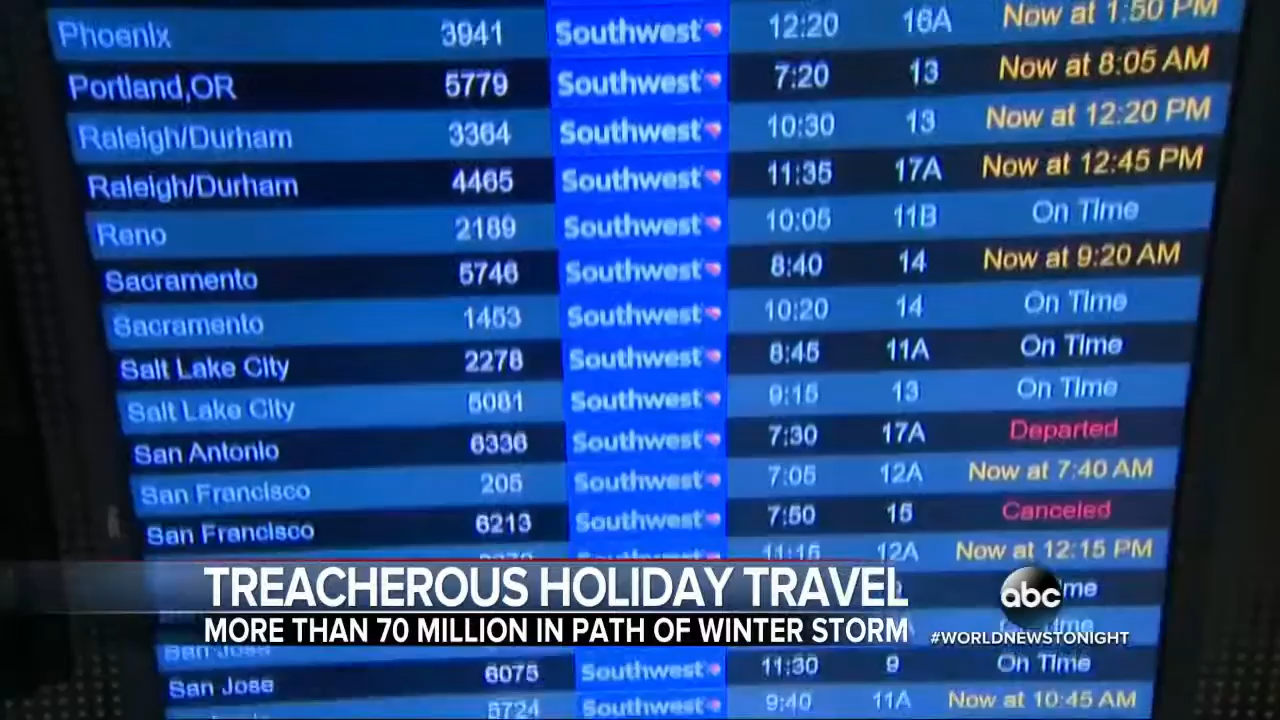 Phoenix 3941 Southwest 12:20 16A Now at 1:50 PM
Portland,OR 5779 Southwest 7:20 13 Now at 8:05 AM
Raleigh/Durham 3364 Southwest 10:30 13 Now at 12:20 PM
Raleigh/Durham 4465 Southwest 11:35 17A Now at 12:45 PM
Reno 2189 Southwest 10:05 11B On Time
Sacramento 5746 Southwest 8:40 14 Now at 9:20 AM
Sacramento 1453 Southwest 10:20 14 On Time
Salt Lake City 2278 Southwest 8:45 11A On Time
Salt Lake City 5081 Southwest 9:15 13 On Time
San Antonio 6336 Southwest 7:30 17A Departed
San Francisco 205 Southwest 7:05 12A Now at 7:40 AM
San Francisco 6213 Southwest 7:50 15 Canceled
Southwest 11:15 12A Now at 12:15 PM
TREACHEROUS HOLIDAY TRAVEL
abc
MORE THAN 70 MILLION IN PATH OF WINTER STORM
#WORLDNEWSTONIGHT
San Jose
San Jose 6075 Southwest 11:30 9 On Time
5724 Southwest 9:40 11A Now at 10:45 AM